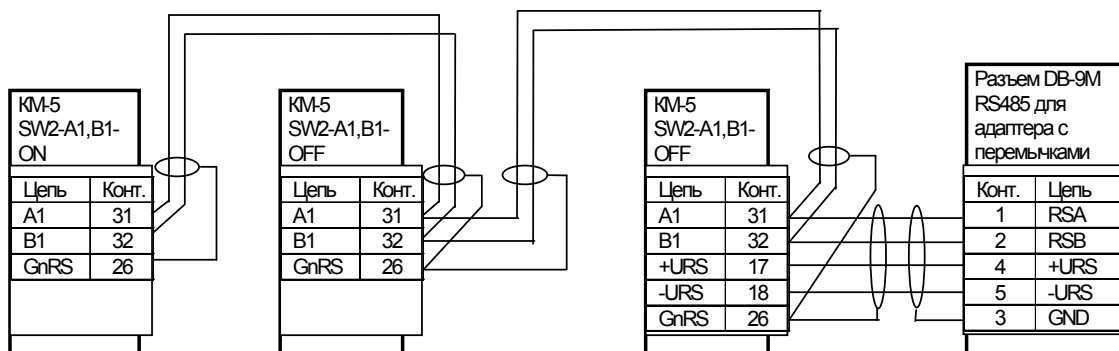 КМ-5
SW2-A1,B1-
ON
Цепь Конт.
A1 31
B1 32
GnRS 26
КМ-5
SW2-A1,B1-
OFF
Цепь Конт.
A1 31
B1 32
GnRS 26
КМ-5
SW2-A1,B1-
OFF
Цепь Конт.
A1 31
B1 32
+URS 17
-URS 18
GnRS 26
Разъем DB-9M
RS485 для
адаптера с
перемычками
Конт. Цепь
1 RSA
2 RSB
4 +URS
5 -URS
3 GND